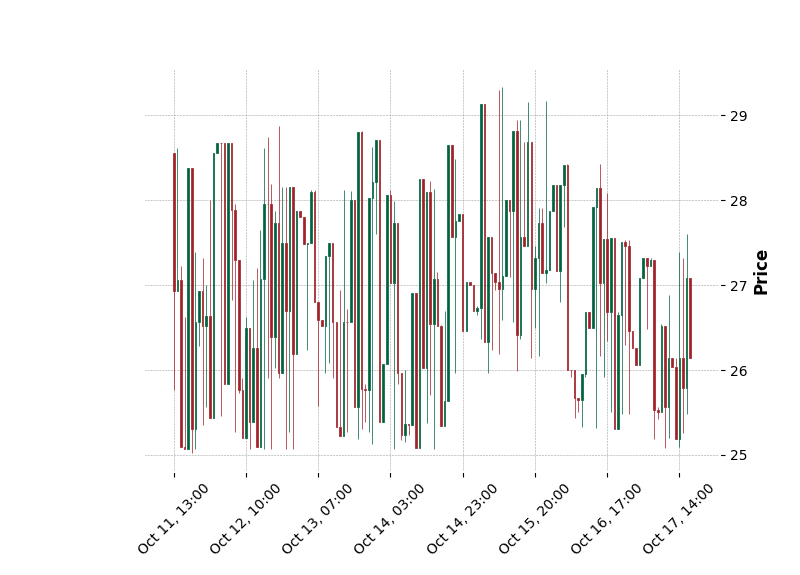 29
28
27
26
25
Price
Oct 11, 13:00
Oct 12, 10:00
Oct 13, 07:00
Oct 14, 03:00
Oct 14, 23:00
Oct 15, 20:00
Oct 16, 17:00
Oct 17, 14:00